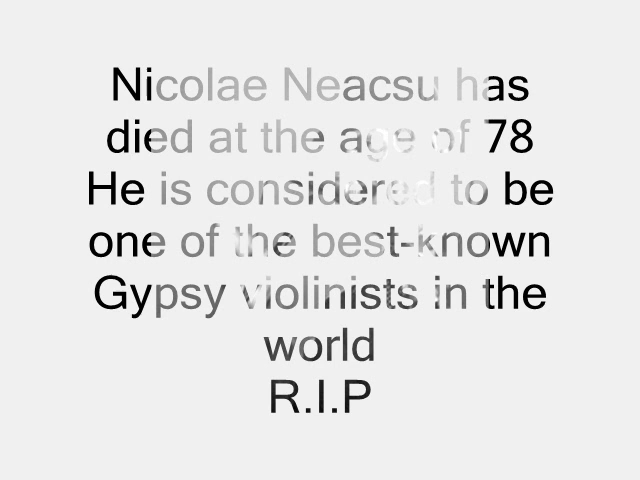 Nicolae Neacsu has
died at the age of 78
He is considered to be
one of the best-known
Gypsy violinists in the
world
R.I.P